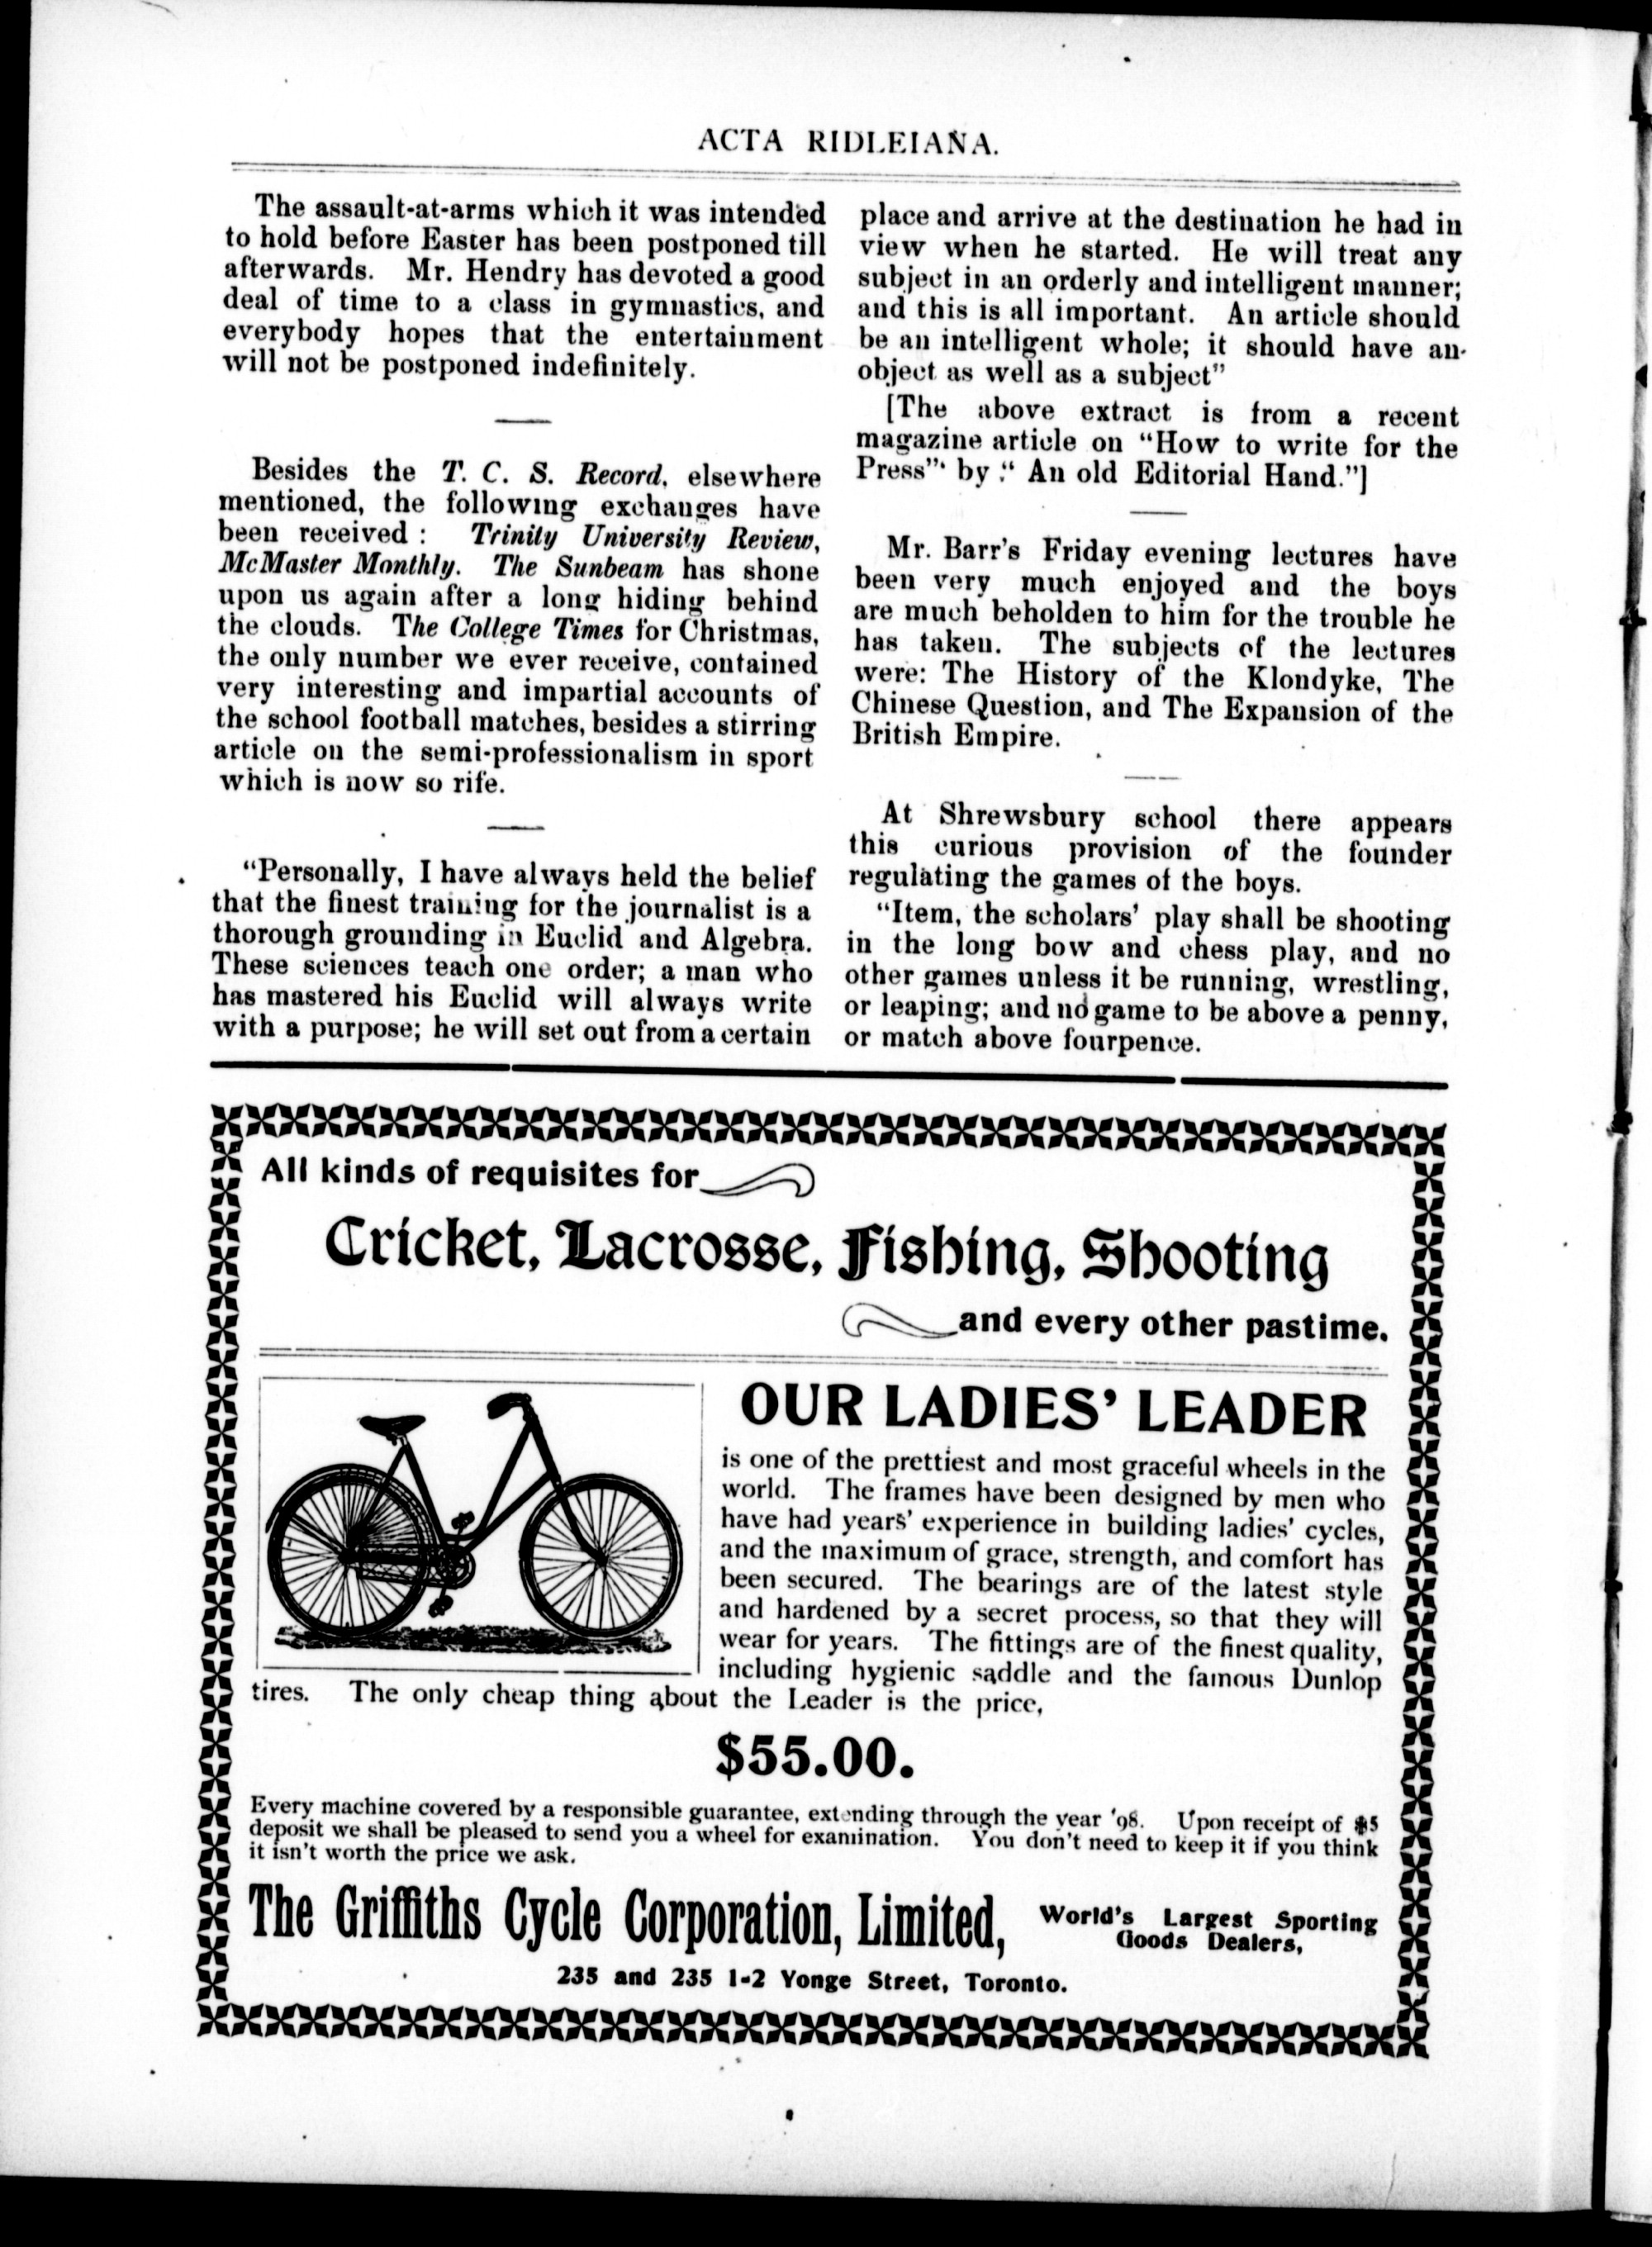 ACTA RIDLEIANA.
The assault-at-arms which it was intended
to hold before Easter has been postponed till
afterwards. Mr. Hendry has devoted a good
deal of time to a class in gymnastics, and
everybody hopes that the entertainment
will not be postponed indefinitely.
Besides the T. C. S. Record, elsewhere
mentioned, the following exchanges have
been received : Trinity University Review,
McMaster Monthly. The Sunbeam has shone
upon us again after a long hiding behind
the clouds. The College Times for Christmas,
the only number we ever receive, contained
very interesting and impartial accounts of
the school football matches, besides a stirring
article on the semi-professionalism in sport
which is now so rife.
"Personally, I have always held the belief
that the finest training for the journalist is a
thorough grounding in Euclid and Algebra.
These sciences teach one order; a man who
has mastered his Euclid will always write
with a purpose; he will set out from a certain
place and arrive at the destination he had in
view when he started. He will treat any
subject in an orderly and intelligent manner;
and this is all important. An article should
be an intelligent whole; it should have an
object as well as a subject"
[The above extract is from a recent
magazine article on "How to write for the
Press"' by " An old Editorial Hand."]
Mr. Barr's Friday evening lectures have
been very much enjoyed and the boys
are much beholden to him for the trouble he
has taken. The subjects of the lectures
were: The History of the Klondyke, The
Chinese Question, and The Expansion of the
British Empire.
At Shrewsbury school there appears
this curious provision of the founder
regulating the games of the boys.
"Item, the scholars' play shall be shooting
in the long bow and chess play, and no
other games unless it be running, wrestling,
or leaping; and no game to be above a penny,
or match above fourpence.
All kinds of requisites for
Cricket, Lacrosse, Fishing, Shooting
and every other pastime.
OUR LADIES' LEADER
is one of the prettiest and most graceful wheels in the
world. The frames have been designed by men who
have had years' experience in building ladies' cycles,
and the maximum of grace, strength, and comfort has
been secured. The bearings are of the latest style
and hardened by a secret process, so that they will
wear for years. The fittings are of the finest quality,
including hygienic saddle and the famous Dunlop
tires. The only cheap thing about the Leader is the price,
$55.00.
Every machine covered by a responsible guarantee, extending through the year '98. Upon receipt of $5
deposit we shall be pleased to send you a wheel for examination. You don't need to keep it if you think
it isn't worth the price we ask.
The Griffiths Cycle Corporation, Limited,
World's Largest Sporting
Goods Dealers,
235 and 235 1-2 Yonge Street, Toronto.